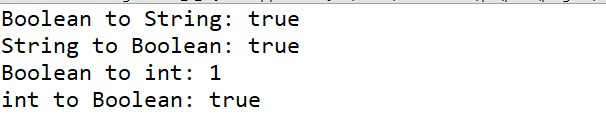 Boolean to String: true
String to Boolean: true
Boolean to int: 1
int to Boolean: true